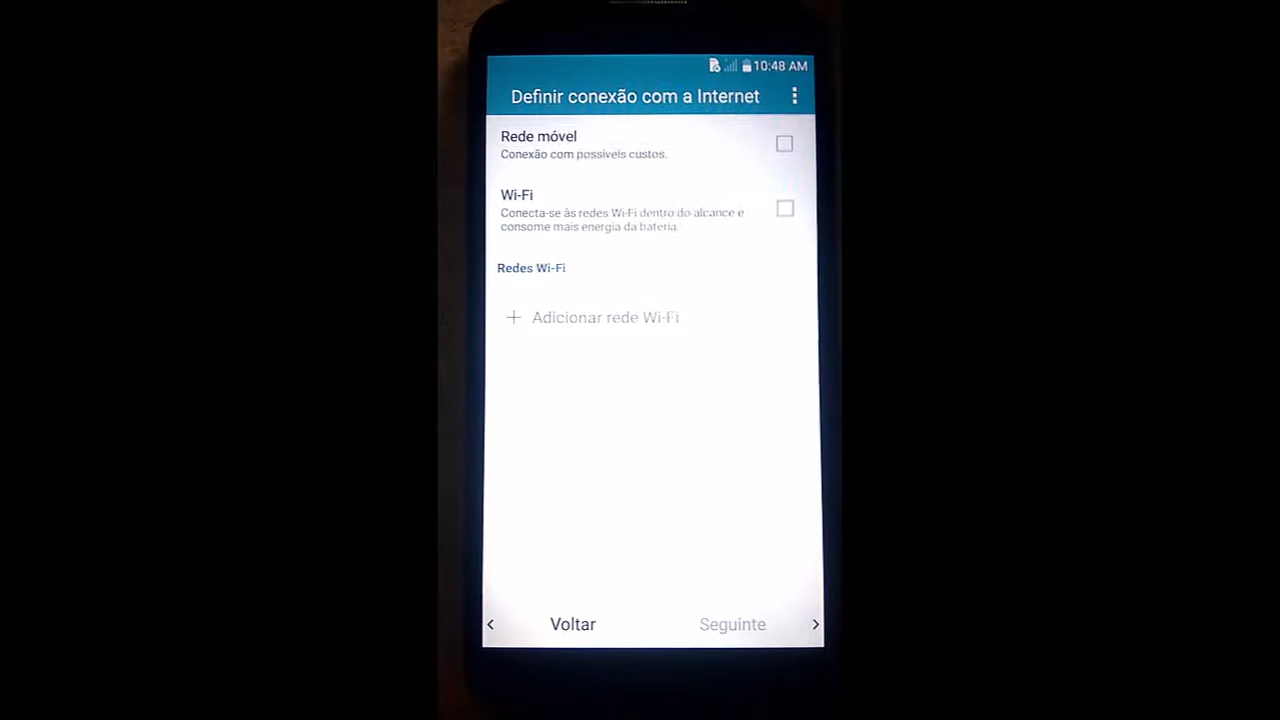 10:48 AM
Definir conexão com a Internet
Rede móvel
Conexão com possíveis custos.
Wi-Fi
Conecta-se às redes Wi-Fi dentro do alcance e
consome mais energia da bateria.
Redes Wi-Fi
+ Adicionar rede Wi-Fi
< Voltar Seguinte >